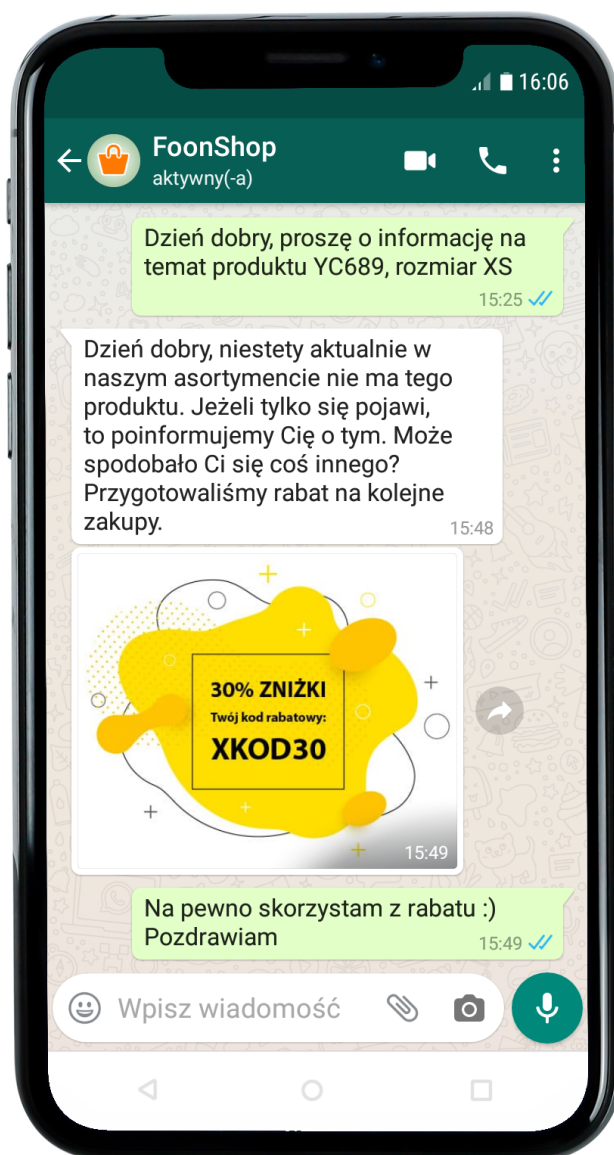 16:06
FoonShop
aktywny(-a)
Dzień dobry, proszę o informację na
temat produktu YC689, rozmiar XS
15:25
Dzień dobry, niestety aktualnie w
naszym asortymencie nie ma tego
produktu. Jeżeli tylko się pojawi,
to poinformujemy Cię o tym. Może
spodobało Ci się coś innego?
Przygotowaliśmy rabat na kolejne
zakupy.
15:48
30% ZNIŻKI
Twój kod rabatowy:
XKOD30
15:49
Na pewno skorzystam z rabatu :)
Pozdrawiam
15:49
Wpisz wiadomość